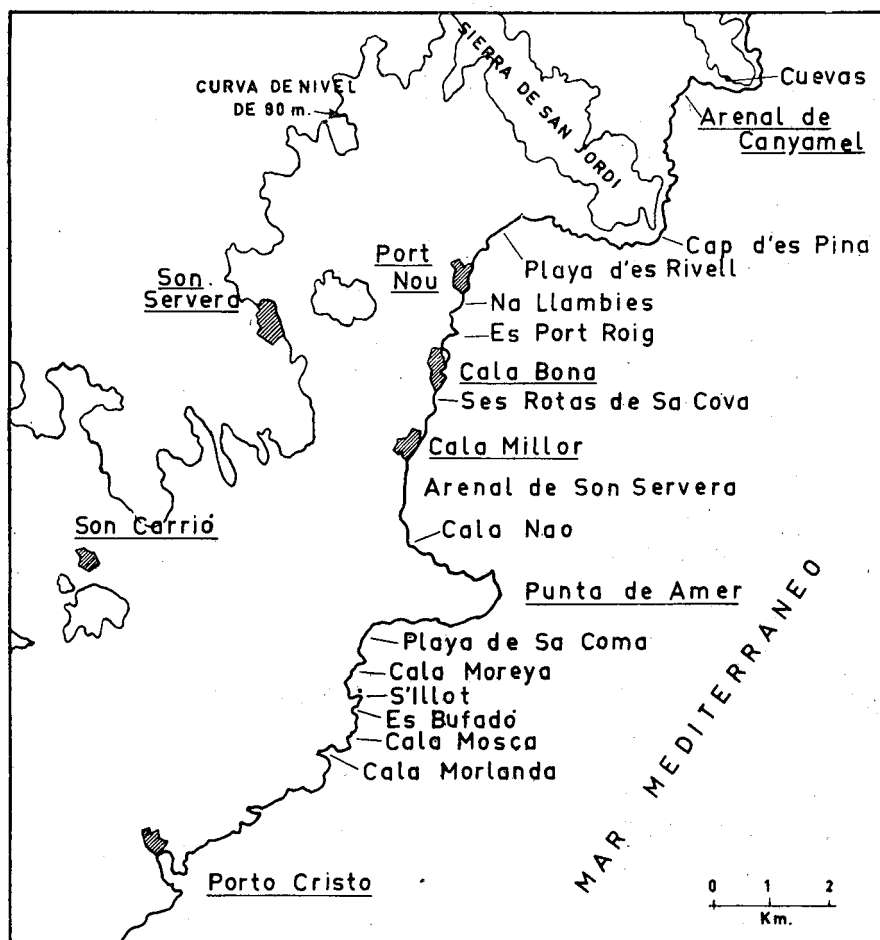 SIERRA DE SAN JORDI
CURVA DE NIVEL
DE 90 m.
Cuevas
Arenal de
Canyamel
Cap d'es Pina
Playa d'es Rivell
Port
Nou
Son.
Servera
Na Llambies
Es Port Roig
Cala Bona
Ses Rotas de Sa Cova
Cala Millor
Arenal de Son Servera
Son Carrió
Cala Nao
Punta de Amer
Playa de Sa Coma
Cala Moreya
S'Illot
Es Bufadó
Cala Mosca
Cala Morlanda
MAR MEDITERRANEO
Porto Cristo
0 1 2
Km.